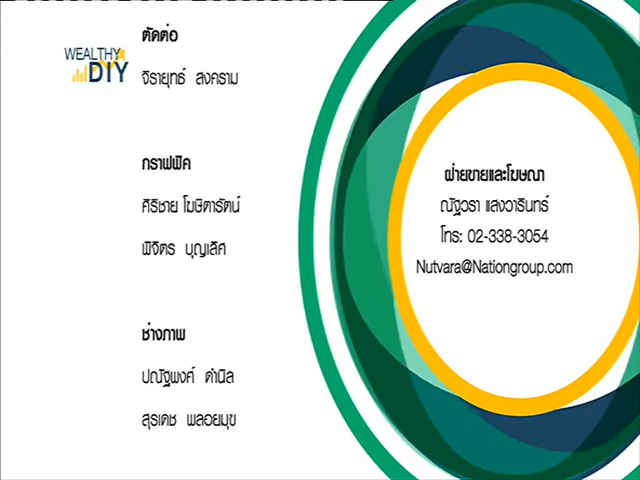 WEALTHY
DIY
ตัดต่อ
จิรายุทธ์ สงคราม
กราฟฟิค
ศิริชาย โฆษิตารัตน์
พิจิตร บุญเลิศ
ช่างภาพ
ปณัฐพงศ์ ดำนิล
สุรเดช พลอยมุข
ฝ่ายขายและโฆษณา
ณัฐวรา แสงวารินทร์
โทร: 02-338-3054
Nutvara@Nationgroup.com